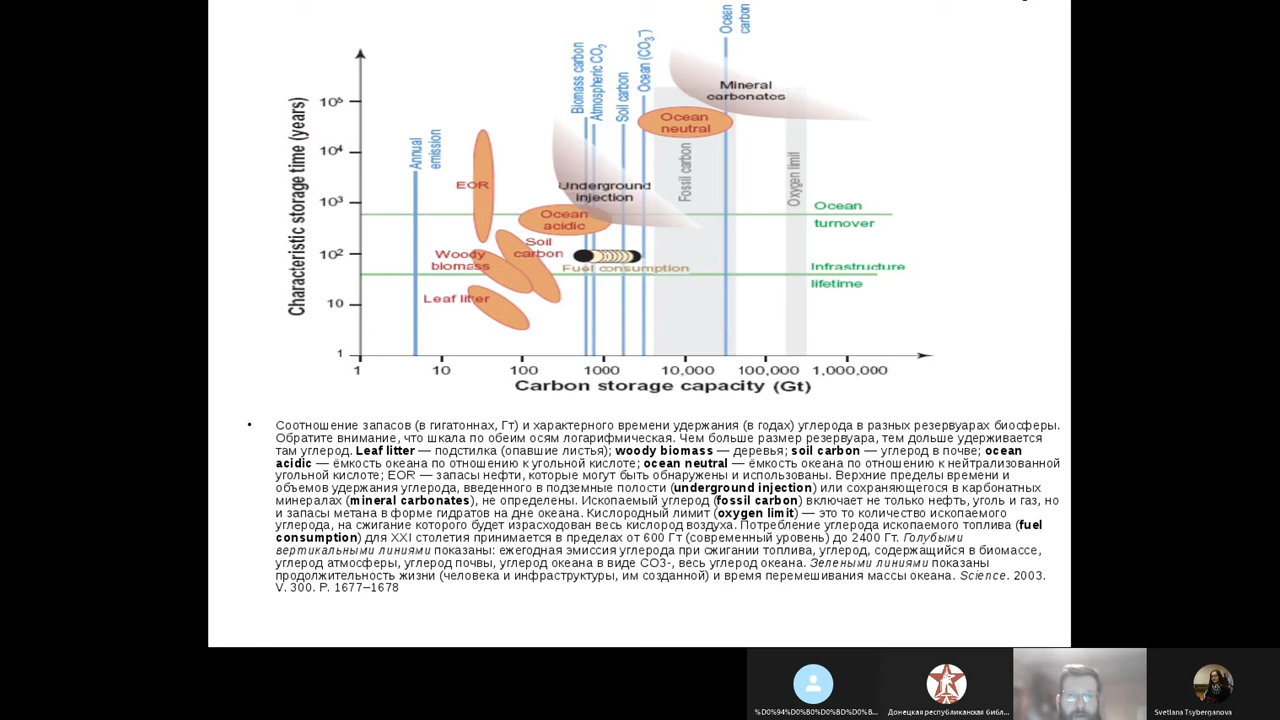 Ocean
carbon
Biomass carbon
Atmospheric CO2
Soil carbon
Ocean (CO3-)
Annual
emission
Mineral
carbonates
Ocean
neutral
Characteristic storage time (years)
10⁵
10⁴
10³
10²
10
1
EOR
Underground
injection
Fossil carbon
Oxygen limit
Ocean
acidic
Ocean
turnover
Soil
carbon
Woody
biomass
Fuel consumption
Infrastructure
lifetime
Leaf litter
1 10 100 1000 10,000 100,000 1,000,000
Carbon storage capacity (Gt)
• Соотношение запасов (в гигатоннах, Гт) и характерного времени удержания (в годах) углерода в разных резервуарах биосферы.
Обратите внимание, что шкала по обеим осям логарифмическая. Чем больше размер резервуара, тем дольше удерживается
там углерод. Leaf litter — подстилка (опавшие листья); woody biomass — деревья; soil carbon — углерод в почве; ocean
acidic — ёмкость океана по отношению к угольной кислоте; ocean neutral — ёмкость океана по отношению к нейтрализованной
угольной кислоте; EOR — запасы нефти, которые могут быть обнаружены и использованы. Верхние пределы времени и
объемов удержания углерода, введенного в подземные полости (underground injection) или сохраняющегося в карбонатных
минералах (mineral carbonates), не определены. Ископаемый углерод (fossil carbon) включает не только нефть, уголь и газ, но
и запасы метана в форме гидратов на дне океана. Кислородный лимит (oxygen limit) — это то количество ископаемого
углерода, на сжигание которого будет израсходован весь кислород воздуха. Потребление углерода ископаемого топлива (fuel
consumption) для XXI столетия принимается в пределах от 600 Гт (современный уровень) до 2400 Гт. Голубыми
вертикальными линиями показаны: ежегодная эмиссия углерода при сжигании топлива, углерод, содержащийся в биомассе,
углерод атмосферы, углерод почвы, углерод океана в виде CO3-, весь углерод океана. Зелеными линиями показаны
продолжительность жизни (человека и инфраструктуры, им созданной) и время перемешивания массы океана. Science. 2003.
V. 300. P. 1677–1678
%D0%94%D0%B0%D0%BD%D0%B...
Донецкая республиканская библ...
Svetlana Tsyberganova